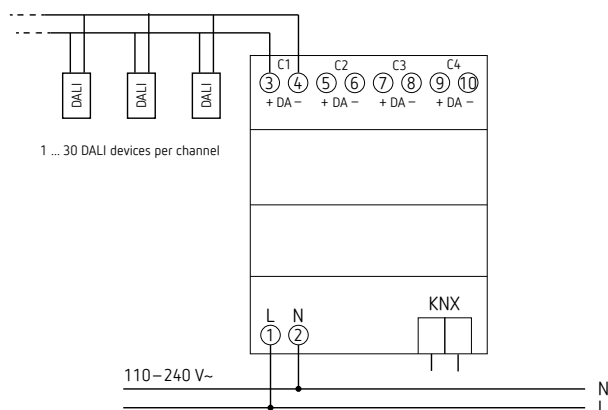 C1 C2 C3 C4
3 4 5 6 7 8 9 10
+ DA – + DA – + DA – + DA –
DALI DALI DALI
1 ... 30 DALI devices per channel
KNX
L N
1 2
110–240 V~
N
L